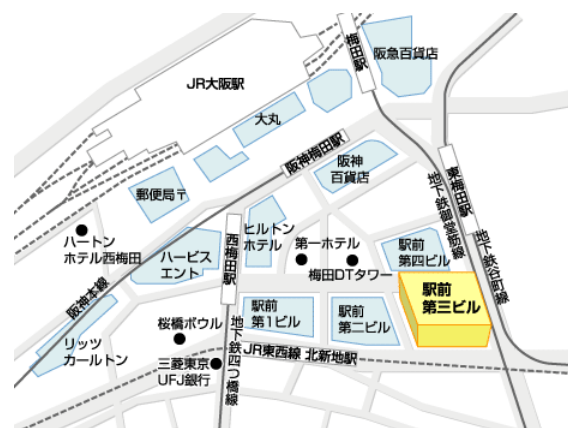 阪急百貨店
梅田駅
JR大阪駅
大丸
阪神梅田駅
阪神
百貨店
東梅田駅
地下鉄御堂筋線
地下鉄谷町線
郵便局〒
ハートン
ホテル西梅田
ハービス
エント
西梅田駅
ヒルトン
ホテル
第一ホテル
梅田DTタワー
駅前
第四ビル
駅前
第三ビル
阪神本線
リッツ
カールトン
桜橋ボウル
三菱東京
UFJ銀行
地下鉄四つ橋線
駅前
第1ビル
駅前
第二ビル
JR東西線 北新地駅